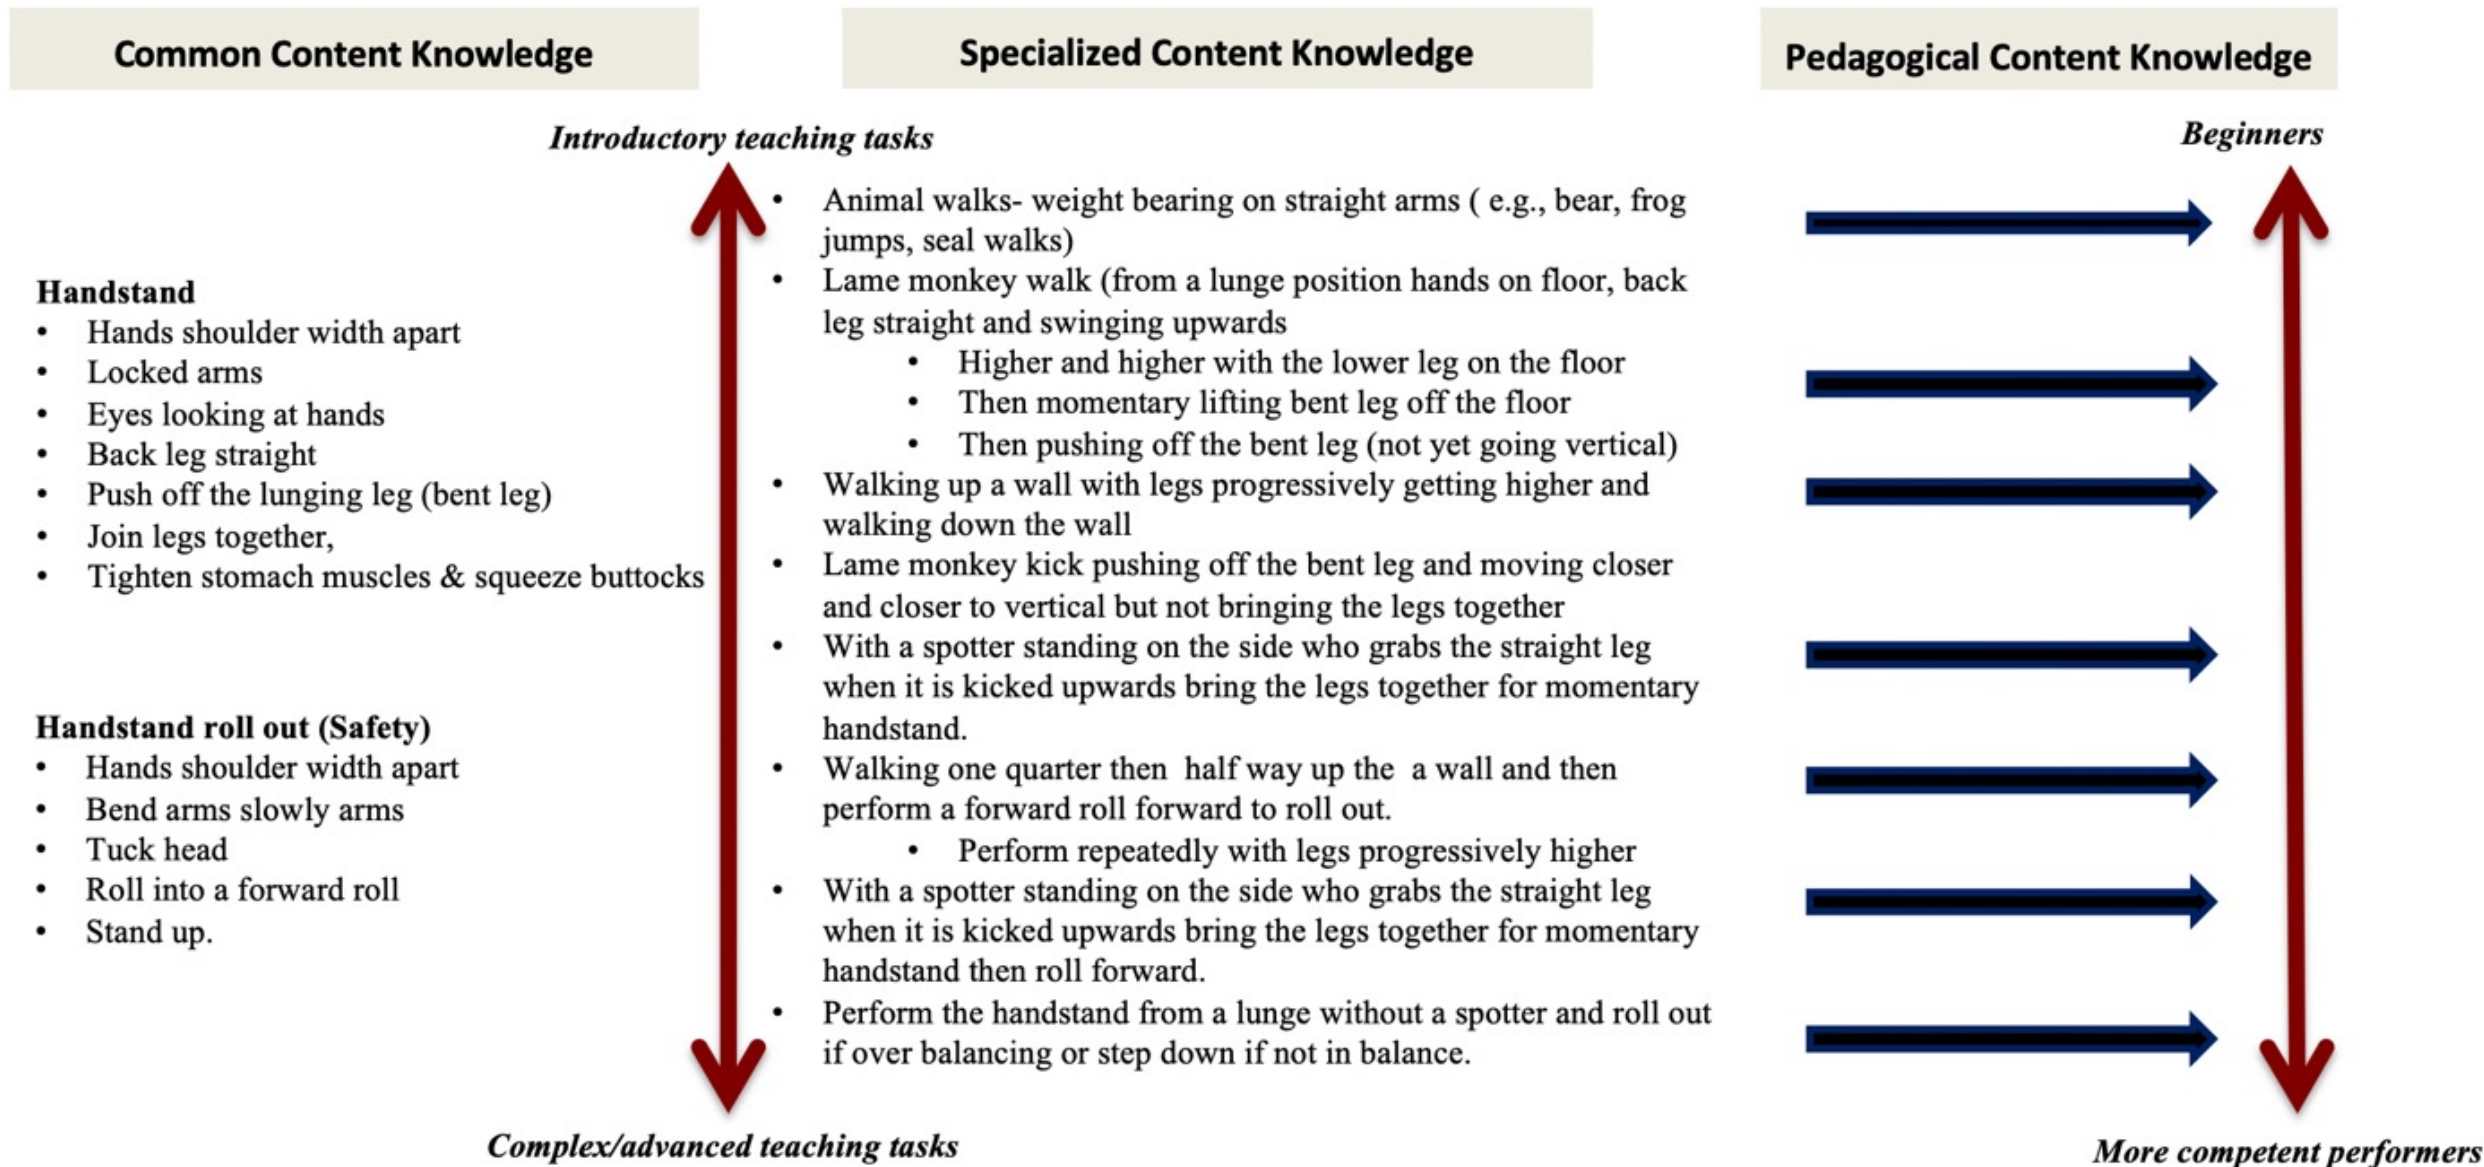 Common Content Knowledge
Specialized Content Knowledge
Pedagogical Content Knowledge
Introductory teaching tasks
Beginners
Handstand
• Hands shoulder width apart
• Locked arms
• Eyes looking at hands
• Back leg straight
• Push off the lunging leg (bent leg)
• Join legs together,
• Tighten stomach muscles & squeeze buttocks
Handstand roll out (Safety)
• Hands shoulder width apart
• Bend arms slowly arms
• Tuck head
• Roll into a forward roll
• Stand up.
• Animal walks- weight bearing on straight arms ( e.g., bear, frog
jumps, seal walks)
• Lame monkey walk (from a lunge position hands on floor, back
leg straight and swinging upwards
• Higher and higher with the lower leg on the floor
• Then momentary lifting bent leg off the floor
• Then pushing off the bent leg (not yet going vertical)
• Walking up a wall with legs progressively getting higher and
walking down the wall
• Lame monkey kick pushing off the bent leg and moving closer
and closer to vertical but not bringing the legs together
• With a spotter standing on the side who grabs the straight leg
when it is kicked upwards bring the legs together for momentary
handstand.
• Walking one quarter then  half way up the  a wall and then
perform a forward roll forward to roll out.
• Perform repeatedly with legs progressively higher
• With a spotter standing on the side who grabs the straight leg
when it is kicked upwards bring the legs together for momentary
handstand then roll forward.
• Perform the handstand from a lunge without a spotter and roll out
if over balancing or step down if not in balance.
Complex/advanced teaching tasks
More competent performers